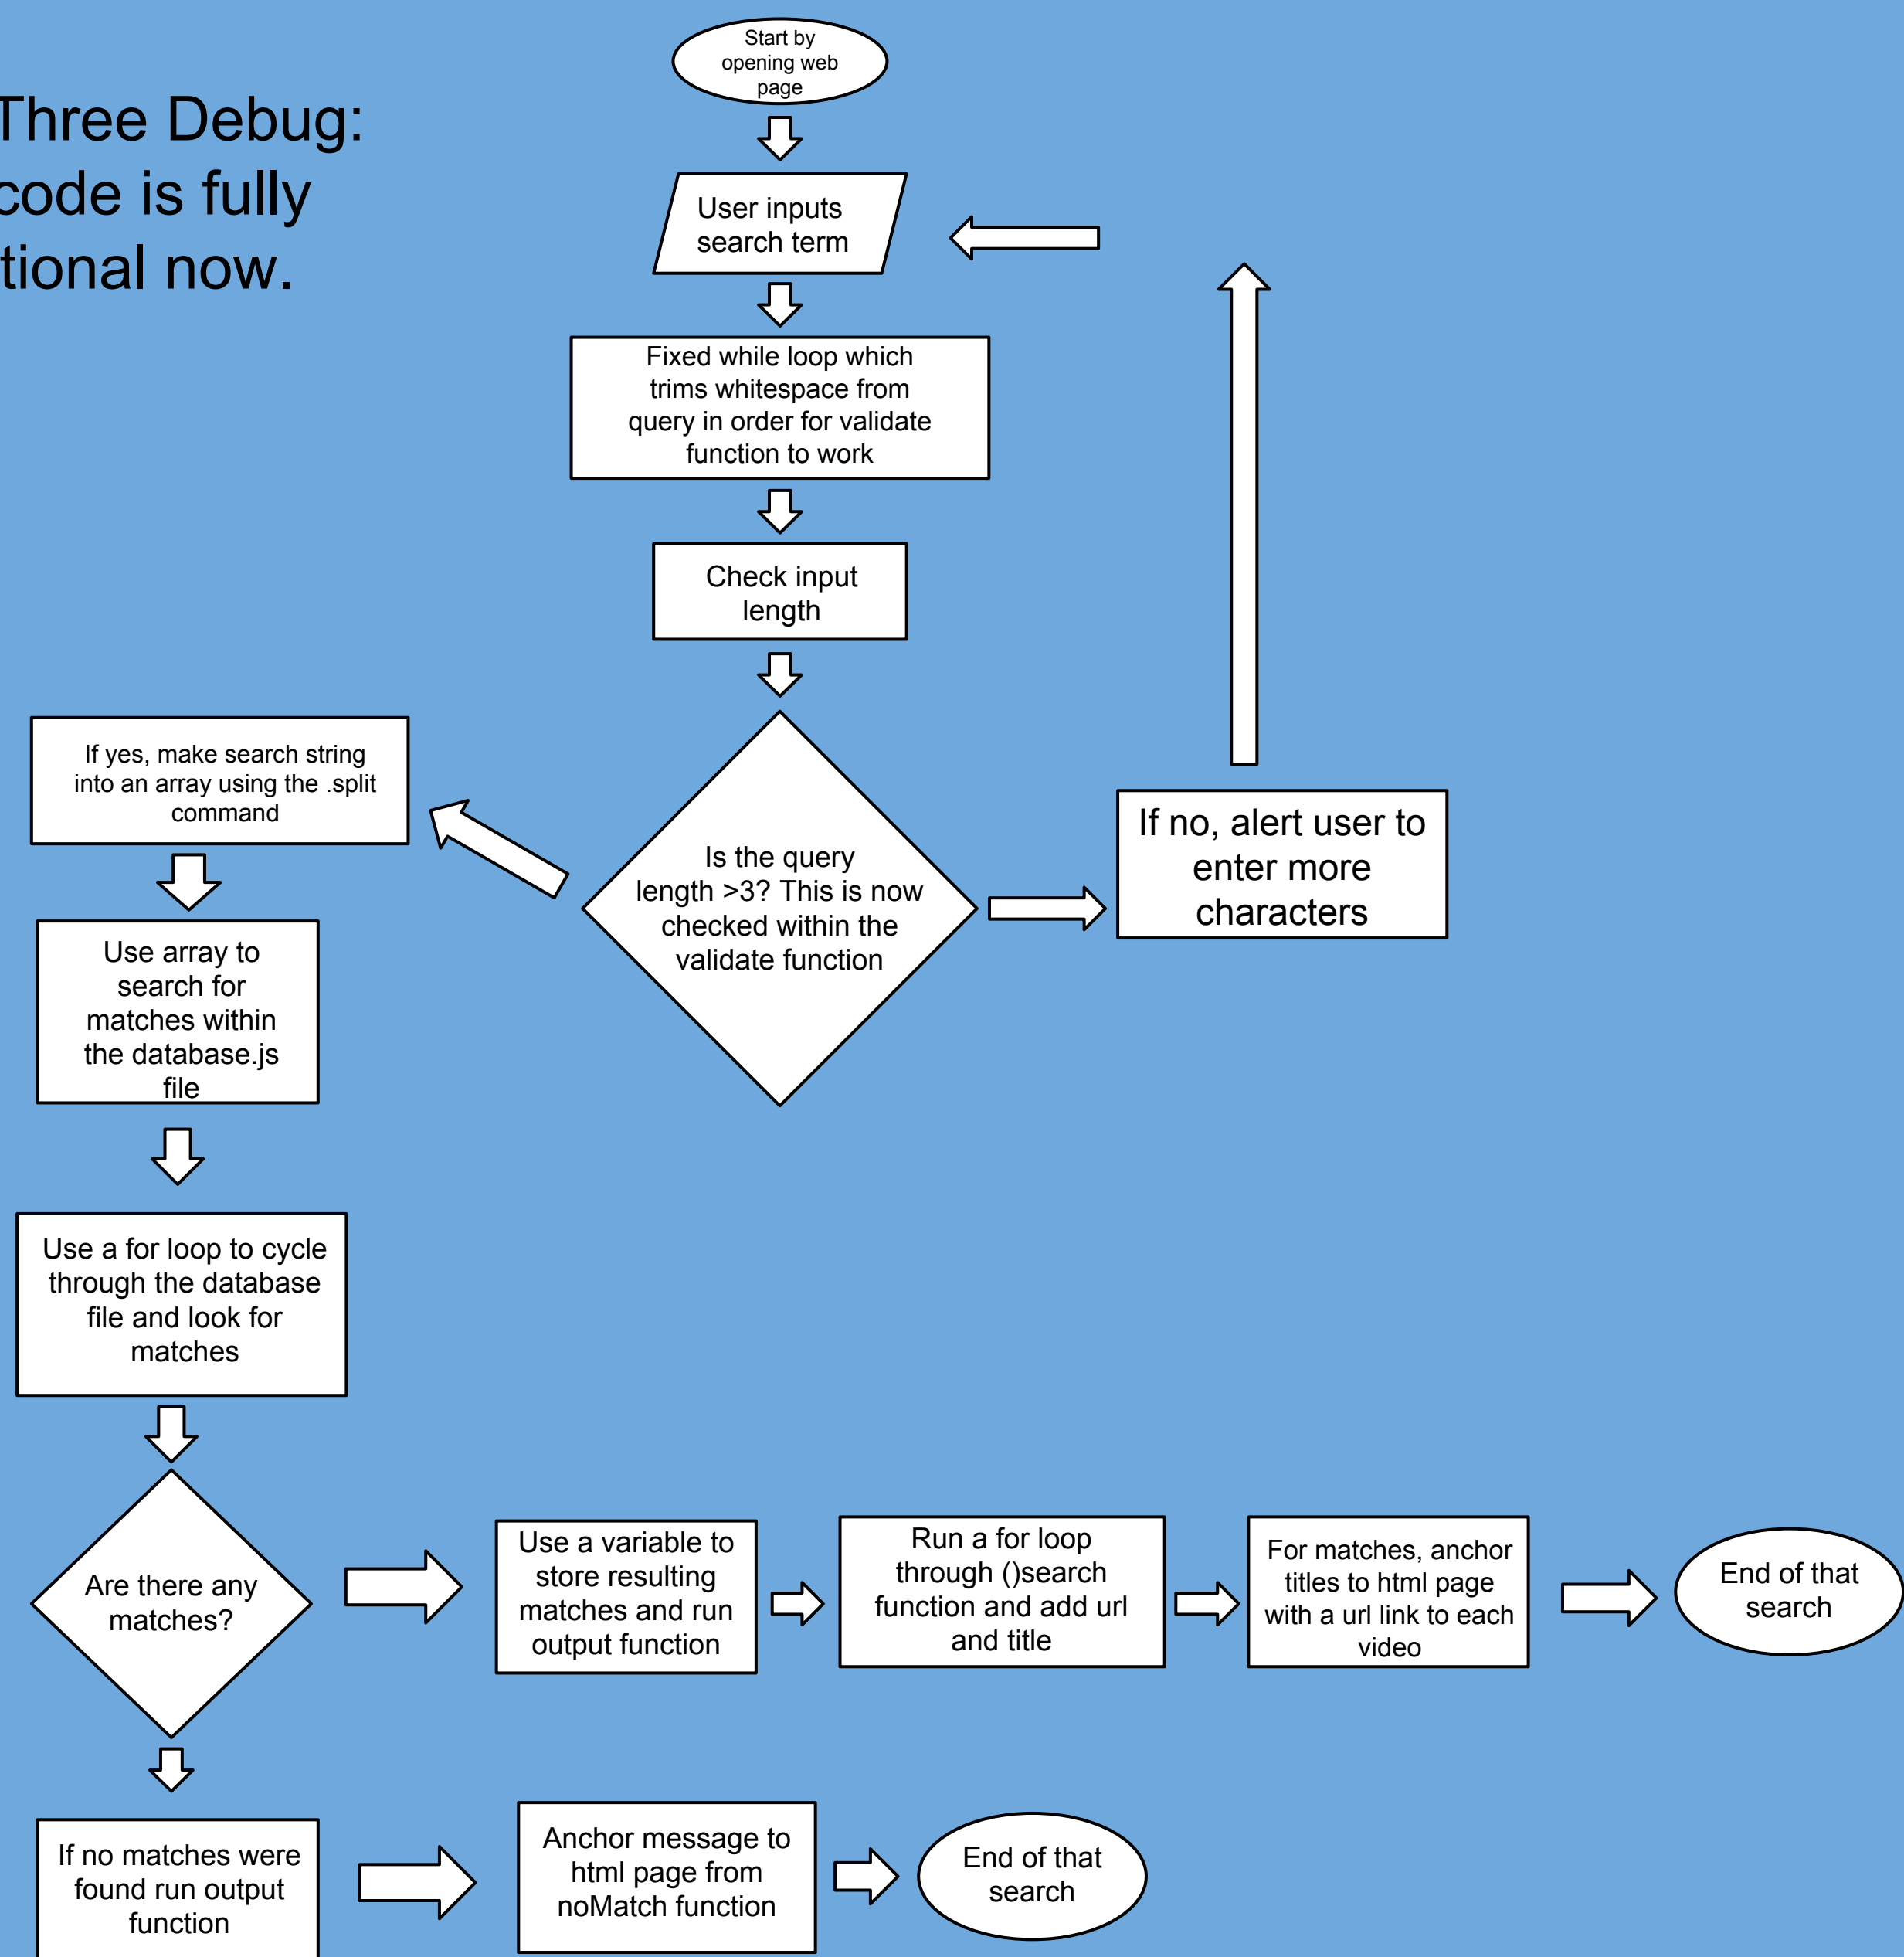 Start by
opening web
page
Three Debug:
code is fully
tional now.
User inputs
search term
Fixed while loop which
trims whitespace from
query in order for validate
function to work
Check input
length
If yes, make search string
into an array using the .split
command
Is the query
length >3? This is now
checked within the
validate function
If no, alert user to
enter more
characters
Use array to
search for
matches within
the database.js
file
Use a for loop to cycle
through the database
file and look for
matches
Are there any
matches?
Use a variable to
store resulting
matches and run
output function
Run a for loop
through ()search
function and add url
and title
For matches, anchor
titles to html page
with a url link to each
video
End of that
search
If no matches were
found run output
function
Anchor message to
html page from
noMatch function
End of that
search